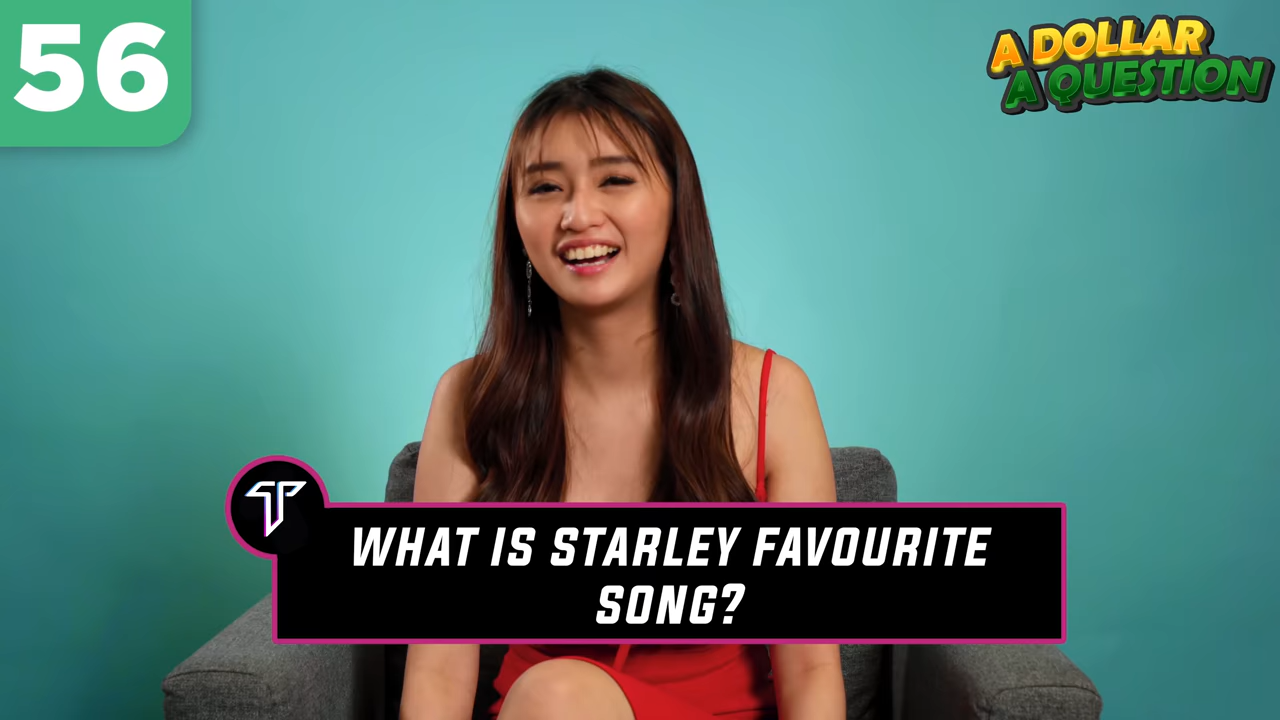 56
A DOLLAR
A QUESTION
T
WHAT IS STARLEY FAVOURITE
SONG?